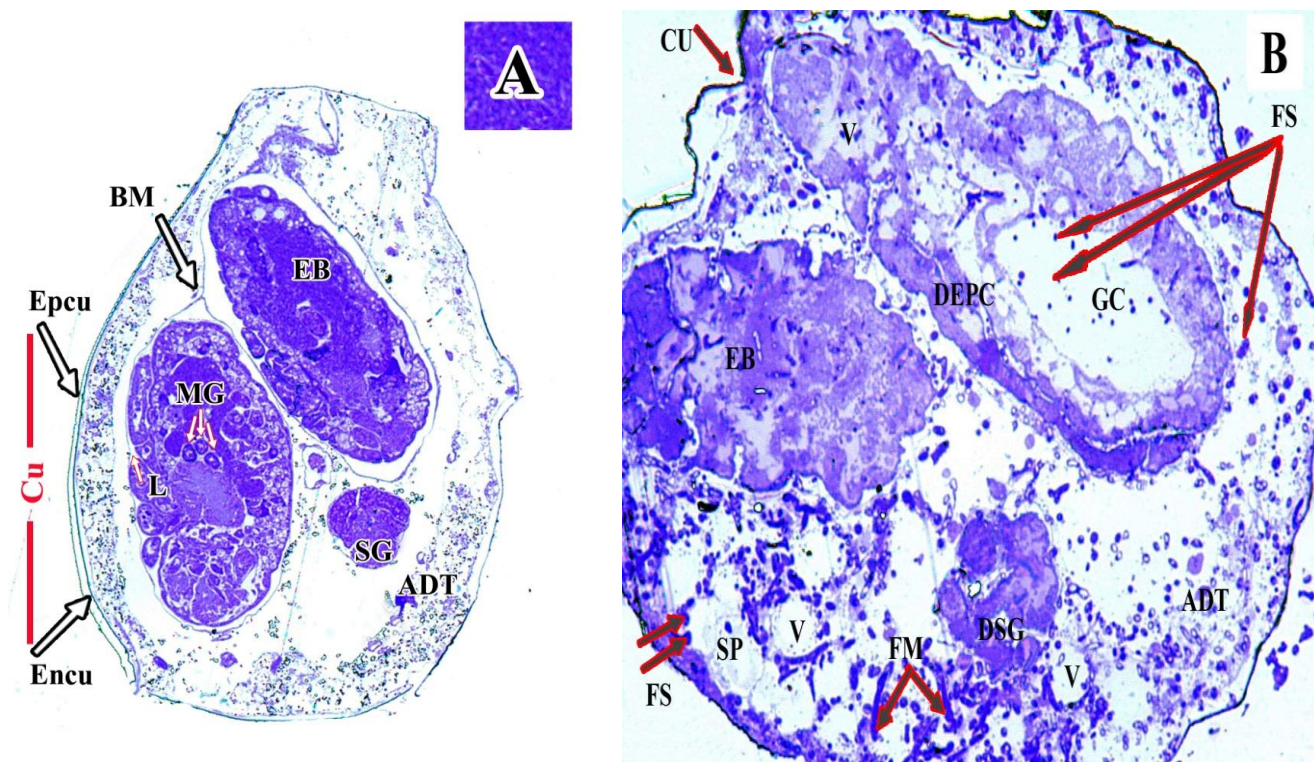 A
BM
EB
Epcu
MG
L
Cu
SG
ADT
Encu
B
CU
FS
V
DEPC
GC
EB
ADT
V
DSG
SP
FM
V
FS